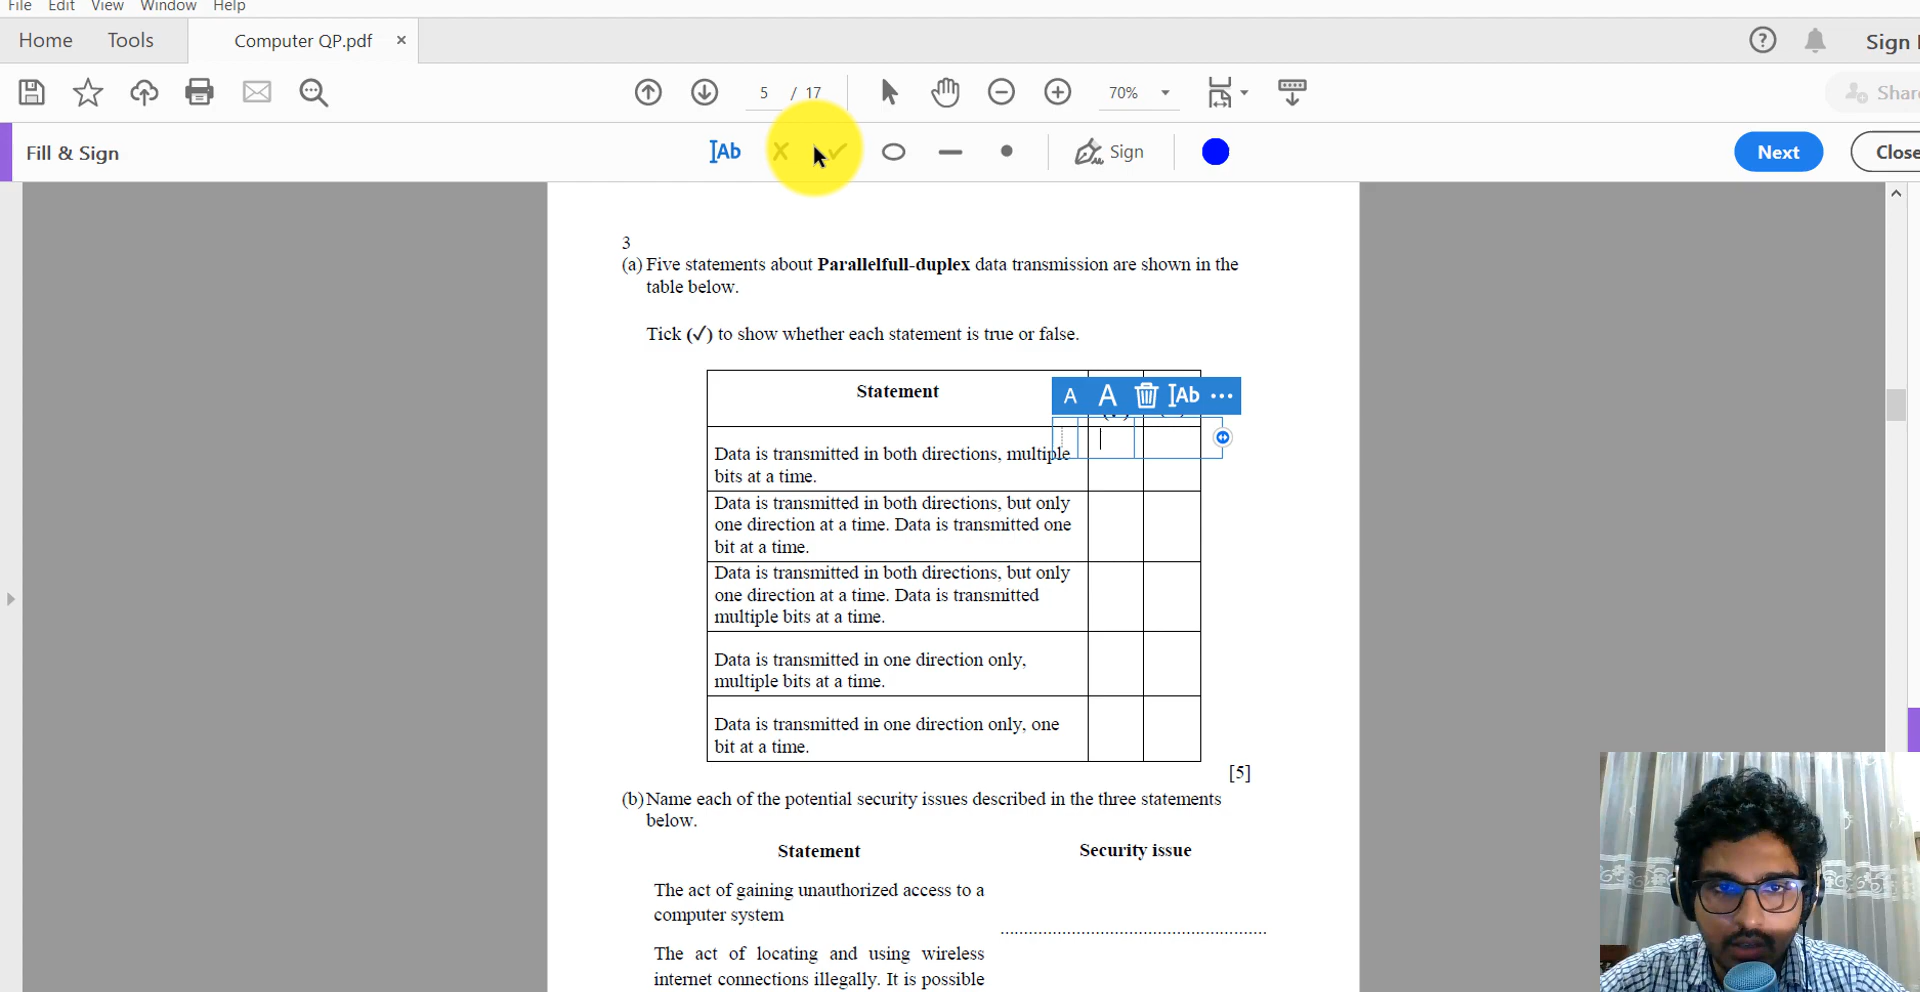 File Edit View Window Help
Home Tools Computer QP.pdf ×
Sign
5 / 17 70% Share
Fill & Sign Ab Sign Next Close
3
(a) Five statements about Parallelfull-duplex data transmission are shown in the
table below.
Tick (✓) to show whether each statement is true or false.
Statement
A A Ab ...
Data is transmitted in both directions, multiple
bits at a time.
Data is transmitted in both directions, but only
one direction at a time. Data is transmitted one
bit at a time.
Data is transmitted in both directions, but only
one direction at a time. Data is transmitted
multiple bits at a time.
Data is transmitted in one direction only,
multiple bits at a time.
Data is transmitted in one direction only, one
bit at a time.
[5]
(b) Name each of the potential security issues described in the three statements
below.
Statement Security issue
The act of gaining unauthorized access to a
computer system
The act of locating and using wireless
internet connections illegally. It is possible